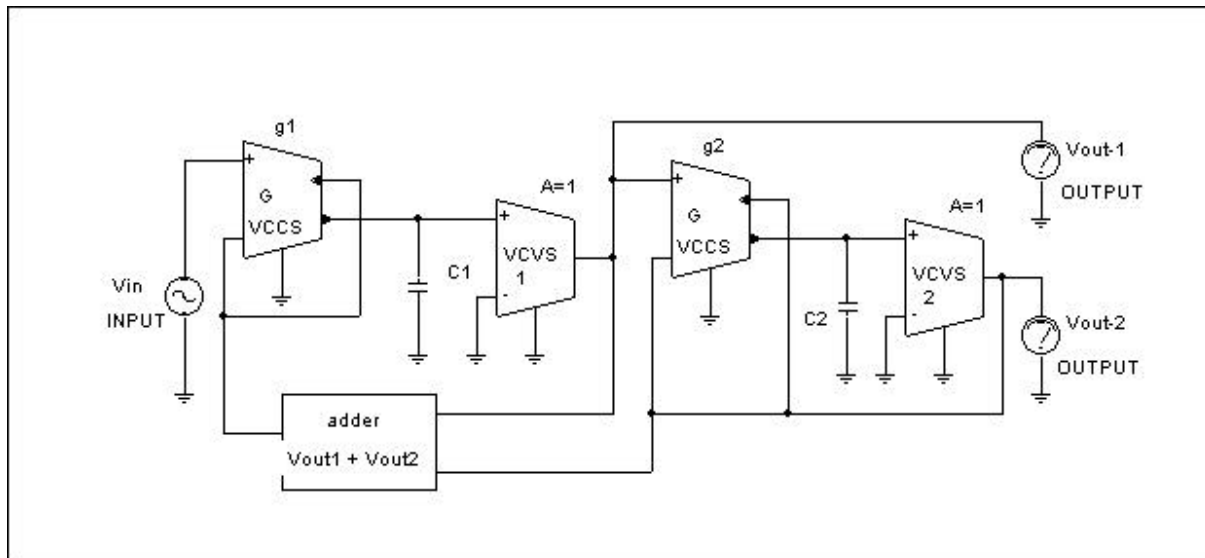 g1
+
G
VCCS
Vin
INPUT
C1
A=1
+
VCVS
1
-
g2
+
G
VCCS
C2
A=1
+
VCVS
2
-
Vout-1
OUTPUT
Vout-2
OUTPUT
adder
Vout1 + Vout2